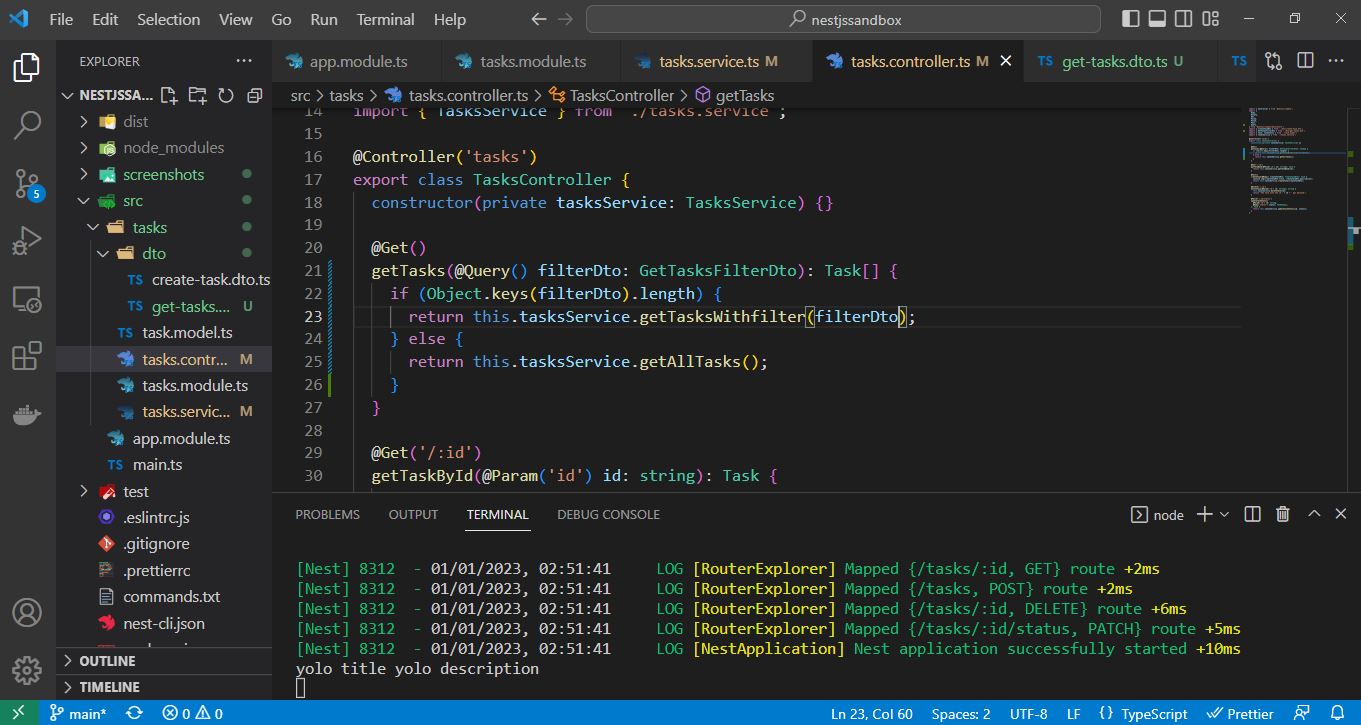 File Edit Selection View Go Run Terminal Help nestjssandbox
EXPLORER
NESTJSSA...
dist
node_modules
screenshots
src
tasks
dto
TS create-task.dto.ts
TS get-tasks.... U
TS task.model.ts
tasks.contr... M
tasks.module.ts
tasks.servic... M
app.module.ts
TS main.ts
test
.eslintrc.js
.gitignore
.prettierrc
commands.txt
nest-cli.json
OUTLINE
TIMELINE
5
app.module.ts tasks.module.ts tasks.service.ts M tasks.controller.ts M TS get-tasks.dto.ts U TS
src > tasks > tasks.controller.ts > TasksController > getTasks
14 import { TasksService } from './tasks.service';
15
16 @Controller('tasks')
17 export class TasksController {
18 constructor(private tasksService: TasksService) {}
19
20 @Get()
21 getTasks(@Query() filterDto: GetTasksFilterDto): Task[] {
22 if (Object.keys(filterDto).length) {
23 return this.tasksService.getTasksWithfilter(filterDto);
24 } else {
25 return this.tasksService.getAllTasks();
26 }
27 }
28
29 @Get('/:id')
30 getTaskById(@Param('id') id: string): Task {
PROBLEMS OUTPUT TERMINAL DEBUG CONSOLE node
[Nest] 8312 - 01/01/2023, 02:51:41 LOG [RouterExplorer] Mapped {/tasks/:id, GET} route +2ms
[Nest] 8312 - 01/01/2023, 02:51:41 LOG [RouterExplorer] Mapped {/tasks, POST} route +2ms
[Nest] 8312 - 01/01/2023, 02:51:41 LOG [RouterExplorer] Mapped {/tasks/:id, DELETE} route +6ms
[Nest] 8312 - 01/01/2023, 02:51:41 LOG [RouterExplorer] Mapped {/tasks/:id/status, PATCH} route +5ms
[Nest] 8312 - 01/01/2023, 02:51:41 LOG [NestApplication] Nest application successfully started +10ms
yolo title yolo description
main* 0 0 Ln 23, Col 60 Spaces: 2 UTF-8 LF {} TypeScript Prettier